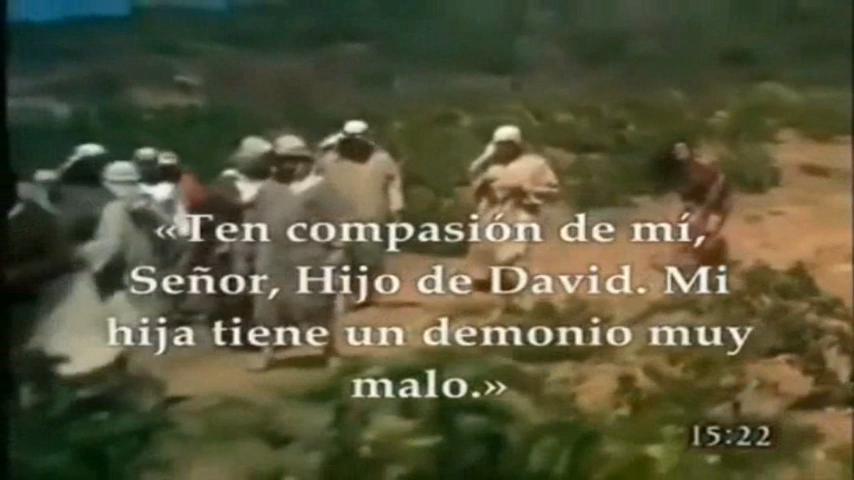 «Ten compasión de mí,
Señor, Hijo de David. Mi
hija tiene un demonio muy
malo.»
15:22